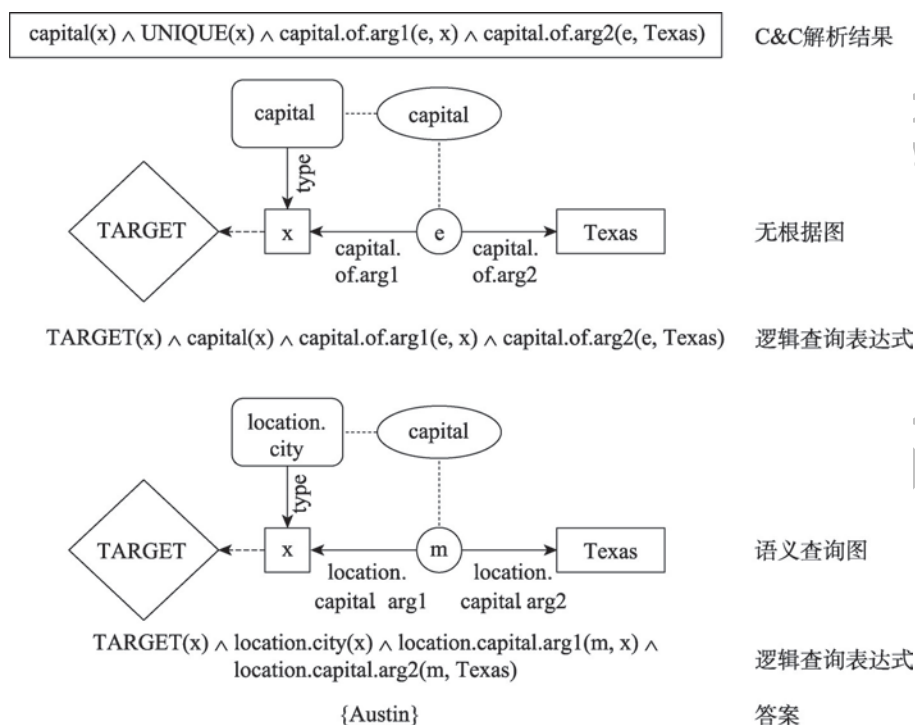 capital(x) ∧ UNIQUE(x) ∧ capital.of.arg1(e, x) ∧ capital.of.arg2(e, Texas)
C&C解析结果
capital
capital
type
TARGET
x
e
Texas
capital.
of.arg1
capital.
of.arg2
无根据图
TARGET(x) ∧ capital(x) ∧ capital.of.arg1(e, x) ∧ capital.of.arg2(e, Texas)
逻辑查询表达式
location.
city
capital
type
TARGET
x
m
Texas
location.
capital arg1
location.
capital arg2
语义查询图
TARGET(x) ∧ location.city(x) ∧ location.capital.arg1(m, x) ∧
location.capital.arg2(m, Texas)
逻辑查询表达式
{Austin}
答案